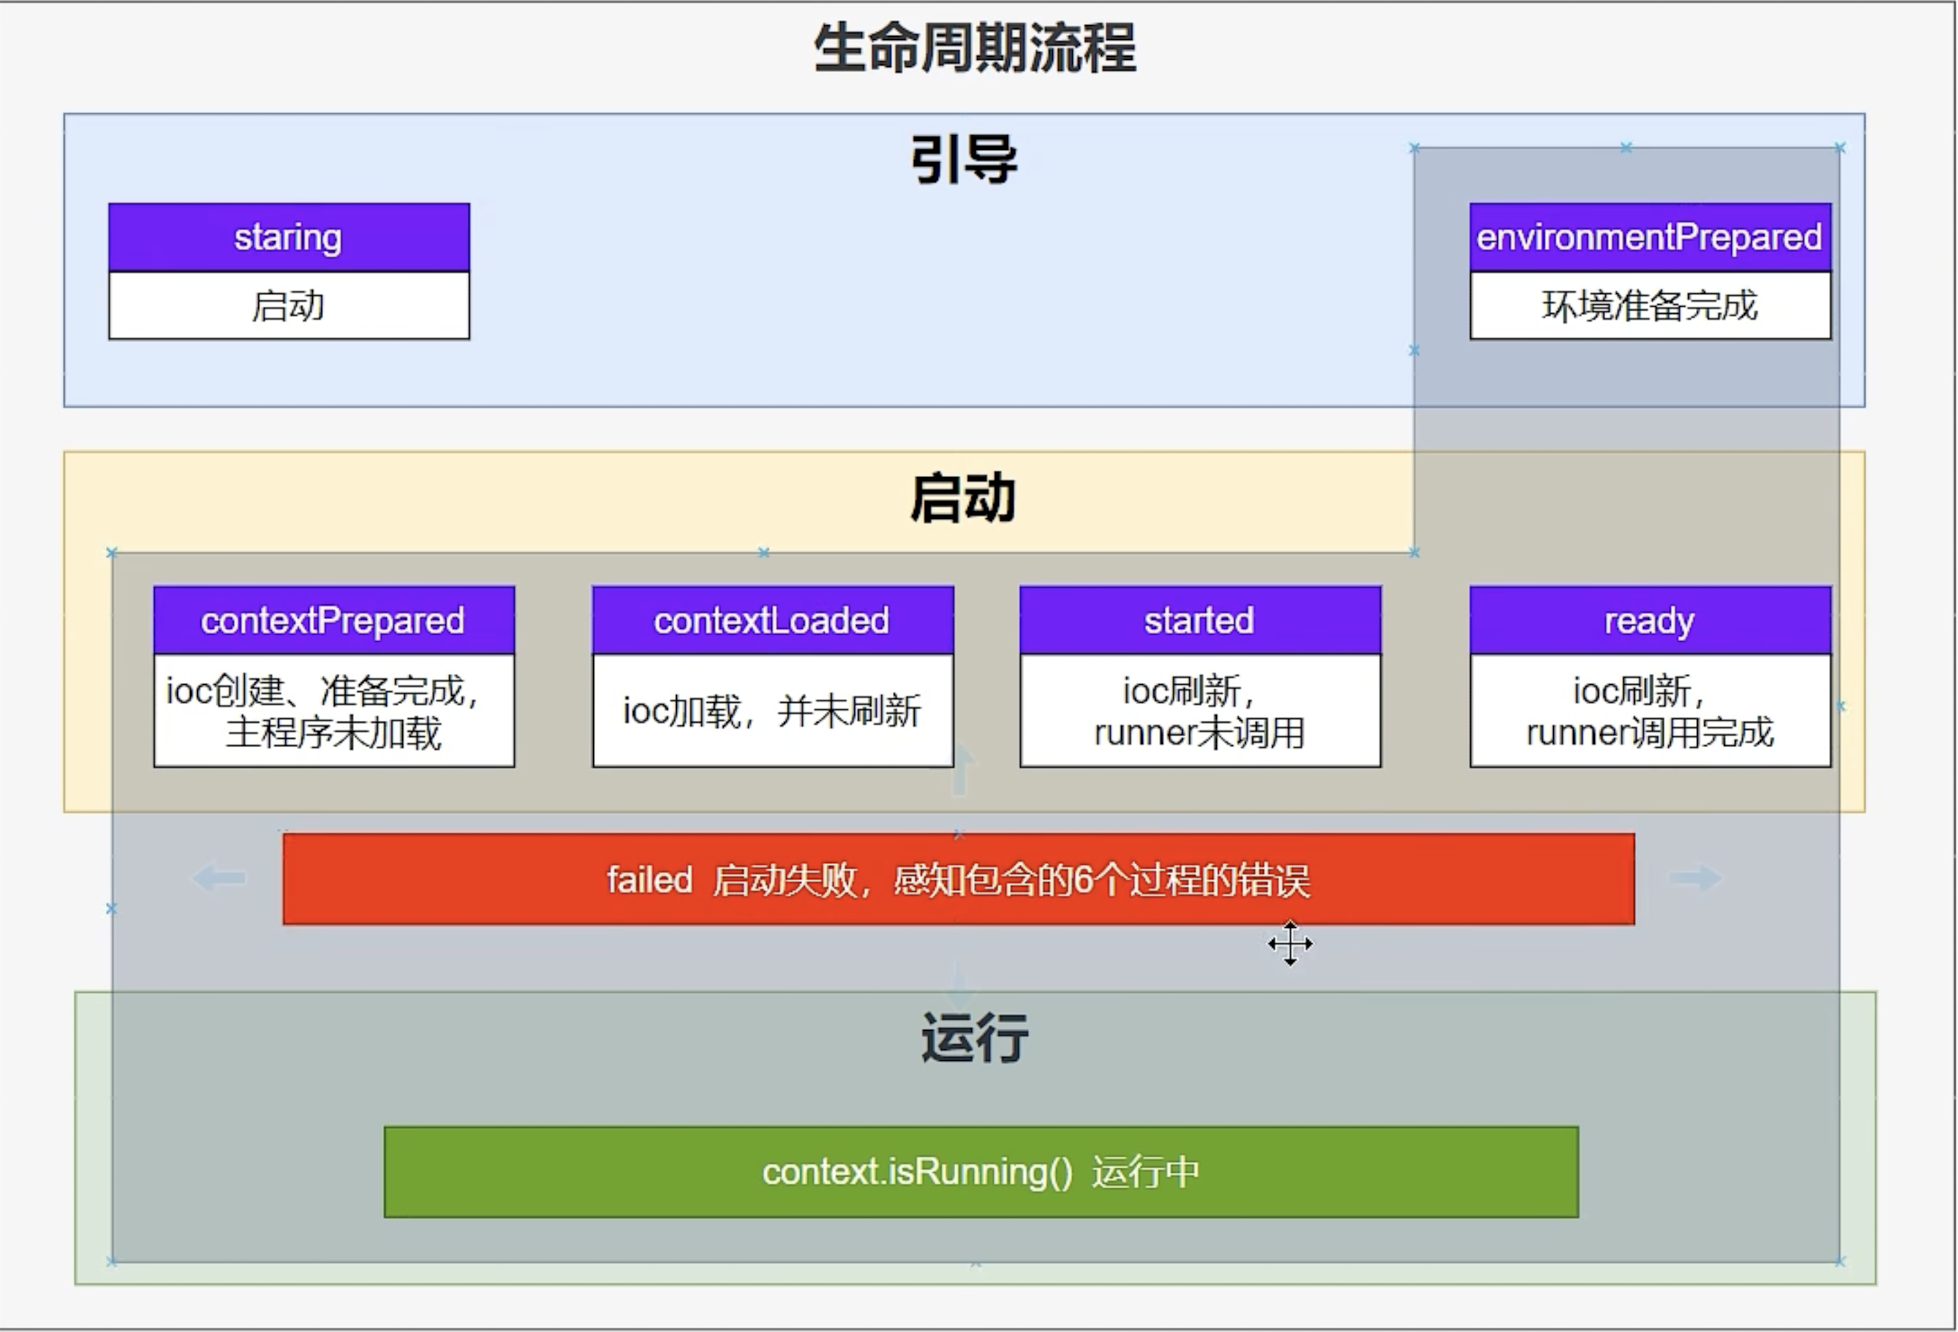 生命周期流程
引导
staring
启动
environmentPrepared
环境准备完成
启动
contextPrepared
ioc创建、准备完成，
主程序未加载
contextLoaded
ioc加载，并未刷新
started
ioc刷新，
runner未调用
ready
ioc刷新，
runner调用完成
failed 启动失败，感知包含的6个过程的错误
运行
context.isRunning() 运行中